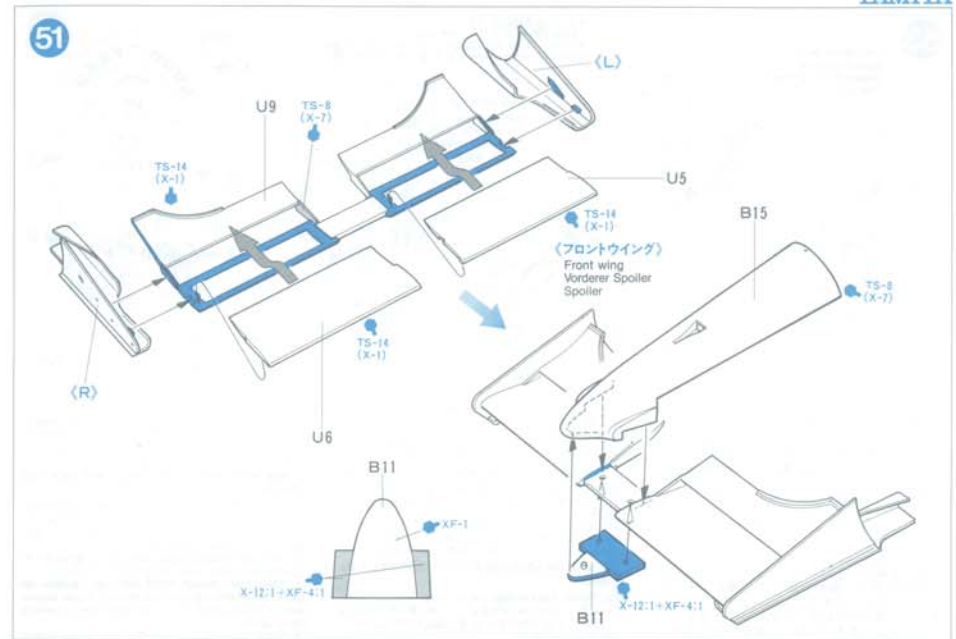 TAMIYA
51
《L》
U9
TS-8
(X-7)
TS-14
(X-1)
U5
TS-14
(X-1)
B15
《フロントウイング》
Front wing
Vorderer Spoiler
Spoiler
TS-8
(X-7)
TS-14
(X-1)
《R》
U6
B11
XF-1
X-12:1+XF-4:1
B11
X-12:1+XF-4:1